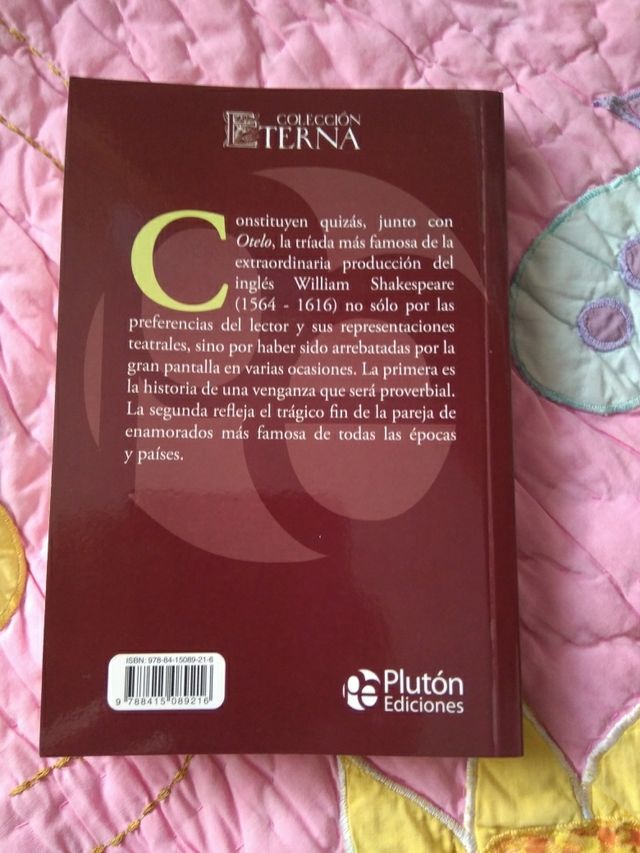 COLECCIÓN
ETERNA
Constituyen quizás, junto con
Otelo, la tríada más famosa de la
extraordinaria producción del
inglés William Shakespeare
(1564 - 1616) no sólo por las
preferencias del lector y sus representaciones
teatrales, sino por haber sido arrebatadas por la
gran pantalla en varias ocasiones. La primera es
la historia de una venganza que será proverbial.
La segunda refleja el trágico fin de la pareja de
enamorados más famosa de todas las épocas
y países.
ISBN: 978-84-15089-21-6
9 788415 089216
pe Plutón
Ediciones